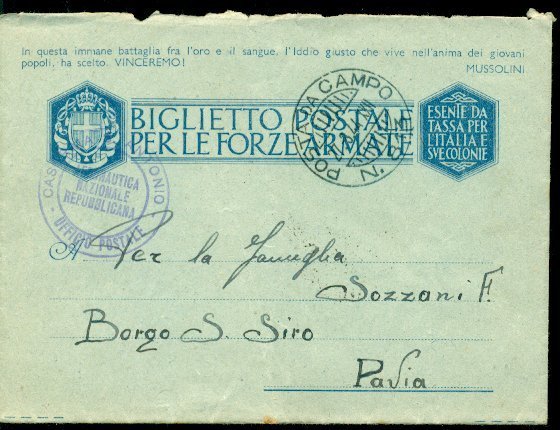 In questa immane battaglia fra l'oro e il sangue, l'Iddio giusto che vive nell'anima dei giovani
popoli, ha scelto. VINCEREMO!
MUSSOLINI
BIGLIETTO POSTALE
PER LE FORZE ARMATE
ESENTE DA
TASSA PER
L'ITALIA E
SVE COLONIE
POSTA DA CAMPO
N.
NAZIONALE
REPUBBLICANA
UFFICIO POSTALE
A Per la Famiglia
Sozzani F.
Borgo S. Siro
Pavia